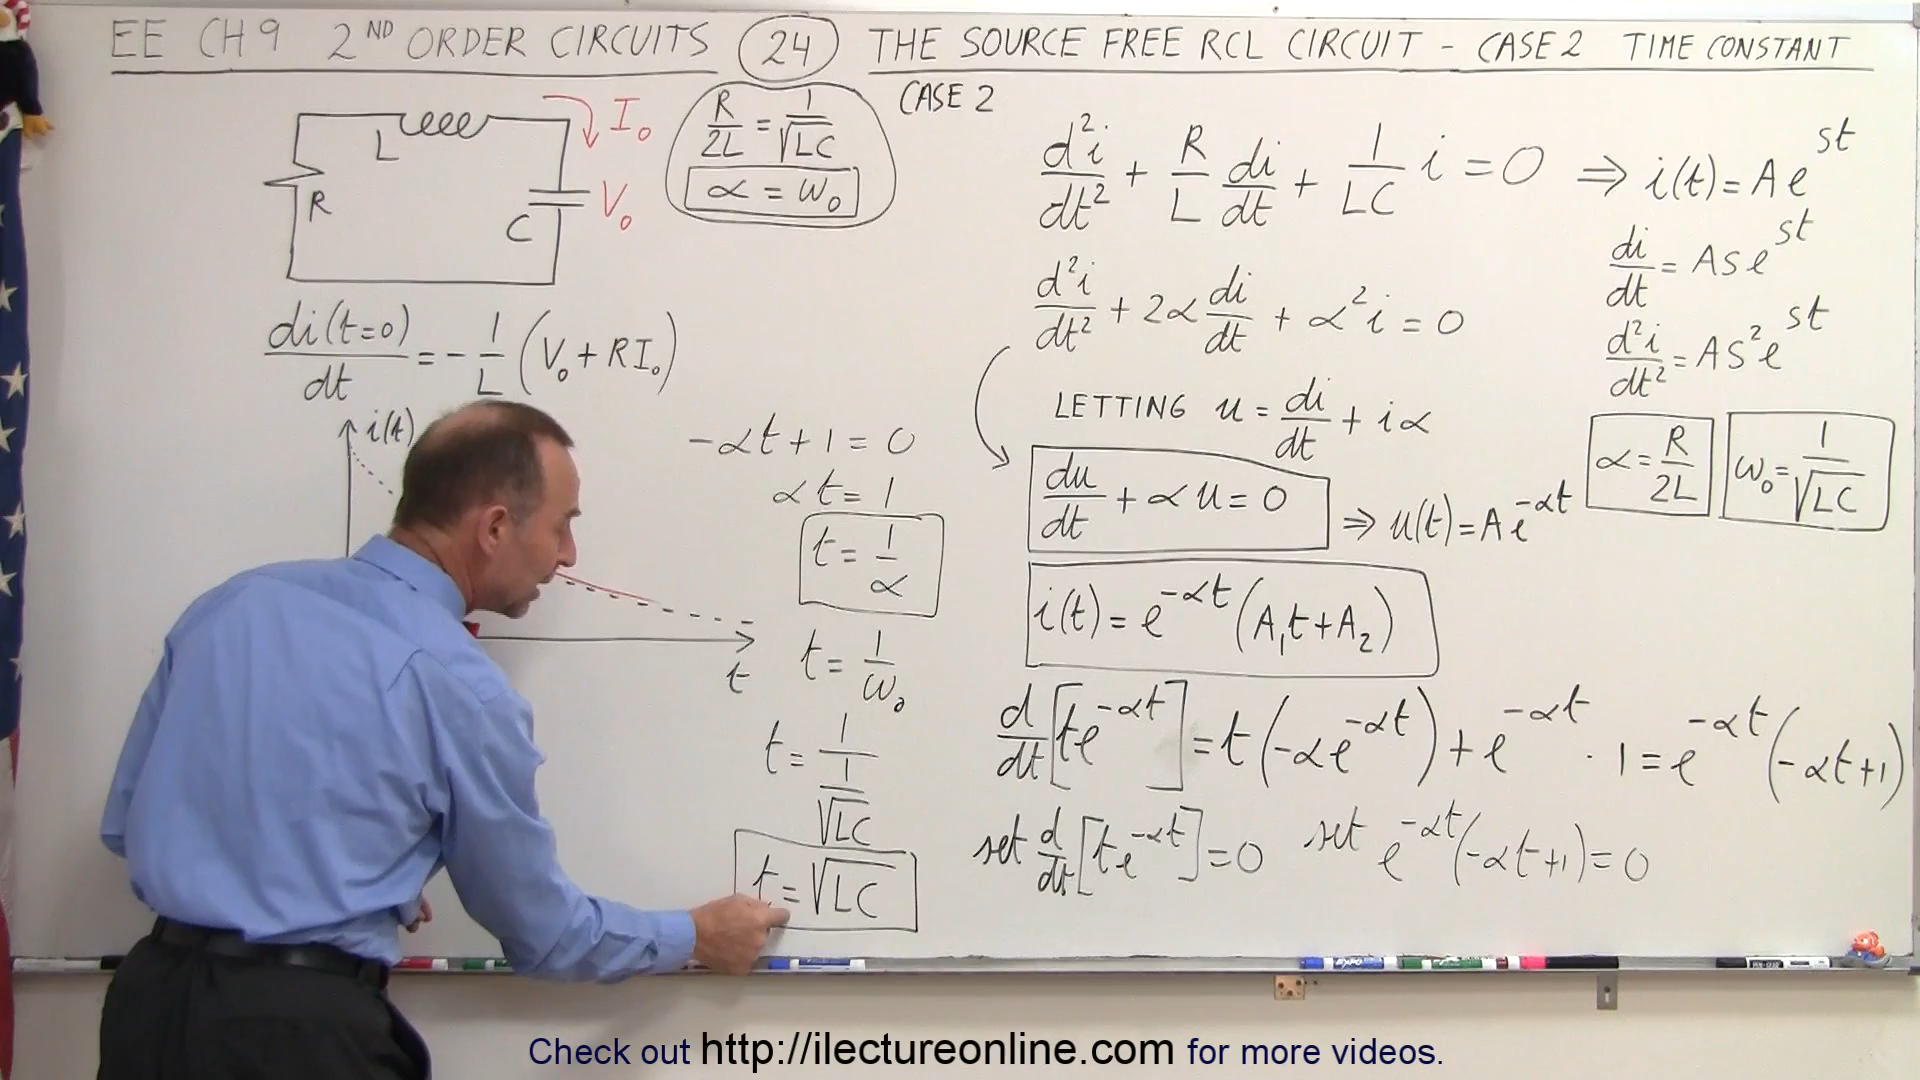 EE CH 9 2ND ORDER CIRCUITS (24) THE SOURCE FREE RCL CIRCUIT - CASE 2 TIME CONSTANT
L
R
C
I₀
V₀
R/2L = 1/√LC
α = ω₀
CASE 2
d²i/dt² + R/L di/dt + 1/LC i = 0 ⇒ i(t) = Ae^st
di/dt = Ase^st
d²i/dt² = As²e^st
d²i/dt² + 2α di/dt + α²i = 0
LETTING u = di/dt + iα
α = R/2L
ω₀ = 1/√LC
du/dt + αu = 0 ⇒ u(t) = Ae^-αt
i(t) = e^-αt (A₁t + A₂)
d/dt [te^-αt] = t(-αe^-αt) + e^-αt · 1 = e^-αt (-αt+1)
set d/dt [te^-αt] = 0 set e^-αt (-αt+1) = 0
di(t=0)/dt = - 1/L (V₀ + RI₀)
i(t)
t
-αt + 1 = 0
αt = 1
t = 1/α
t = 1/ω₀
t = 1/(1/√LC)
t = √LC
EXPO
Check out http://ilectureonline.com for more videos.